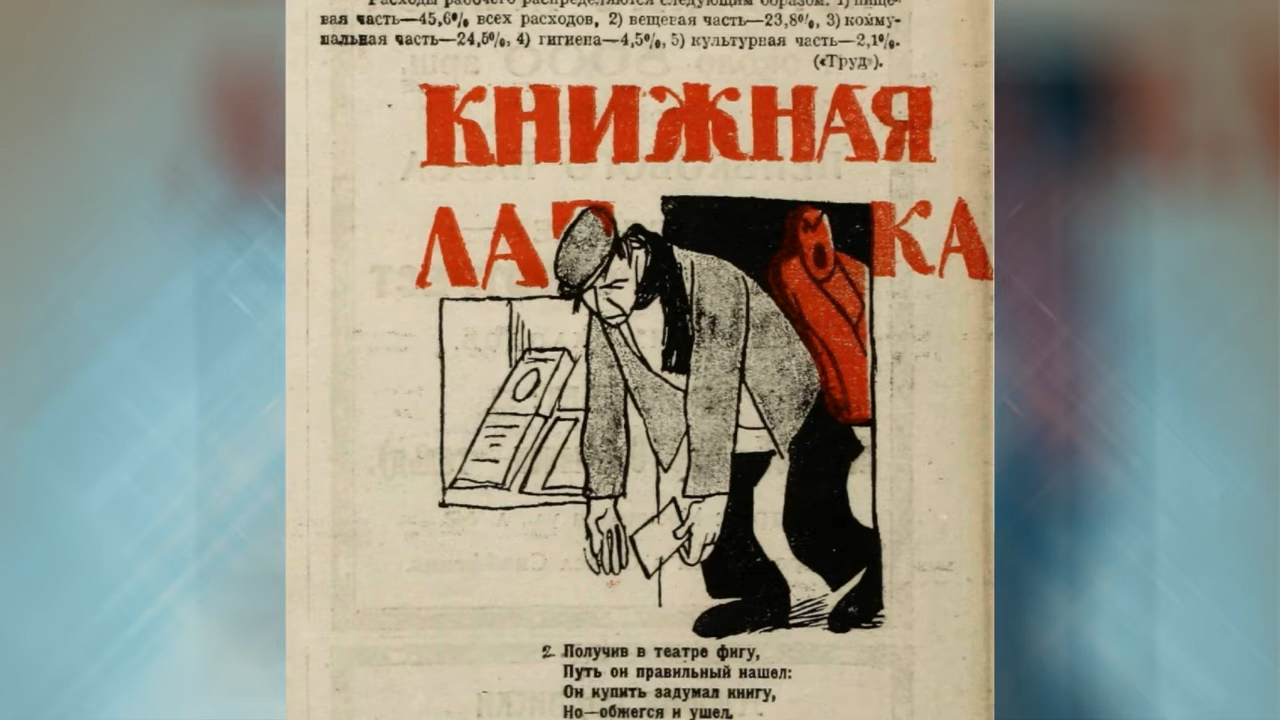 Расходы рабочего распределяются следующим образом: 1) пище-
вая часть—45,6% всех расходов, 2) вещевая часть—23,8%, 3) комму-
нальная часть—24,5%, 4) гигиена—4,5%, 5) культурная часть—2,1%.
(«Труд»).
КНИЖНАЯ
ЛА КА
2. Получив в театре фигу,
Путь он правильный нашел:
Он купить задумал книгу,
Но—обжегся и ушел.